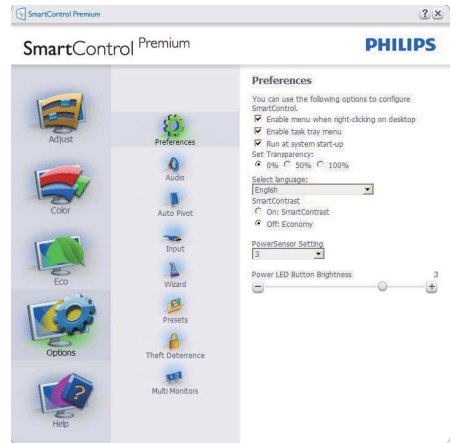 SmartControl Premium
SmartControl Premium
PHILIPS
Adjust
Color
Eco
Options
Help
Preferences
Audio
Auto Pivot
Input
Wizard
Presets
Theft Deterrence
Multi Monitors
Preferences
You can use the following options to configure
SmartControl.
Enable menu when right-clicking on desktop
Enable task tray menu
Run at system start-up
Set Transparency:
0% 50% 100%
Select language:
English
SmartContrast
On: SmartContrast
Off: Economy
PowerSensor Setting
3
Power LED Button Brightness 3